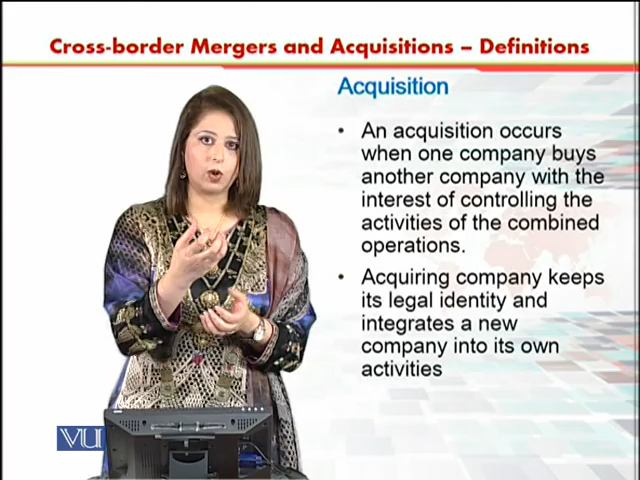 Cross-border Mergers and Acquisitions – Definitions
Acquisition
• An acquisition occurs
when one company buys
another company with the
interest of controlling the
activities of the combined
operations.
• Acquiring company keeps
its legal identity and
integrates a new
company into its own
activities
VU